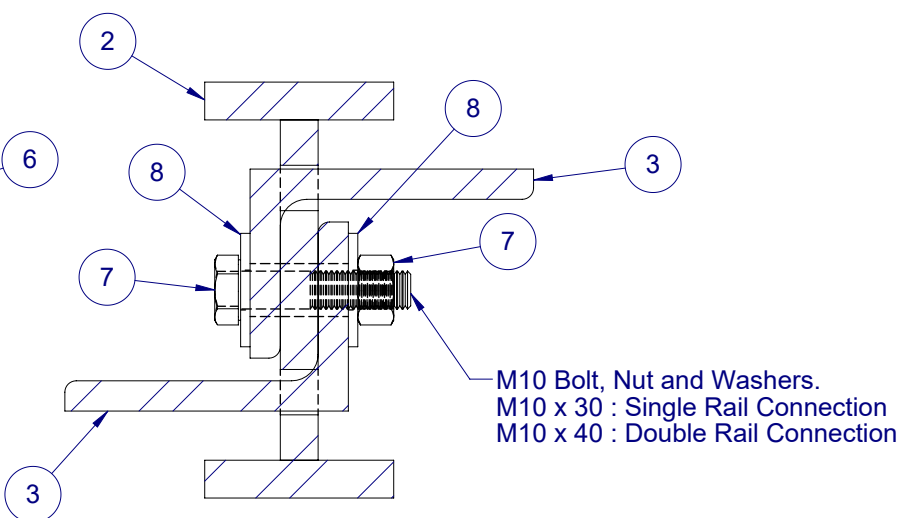 2
8
6
8
3
7
7
M10 Bolt, Nut and Washers.
M10 x 30 : Single Rail Connection
M10 x 40 : Double Rail Connection
3